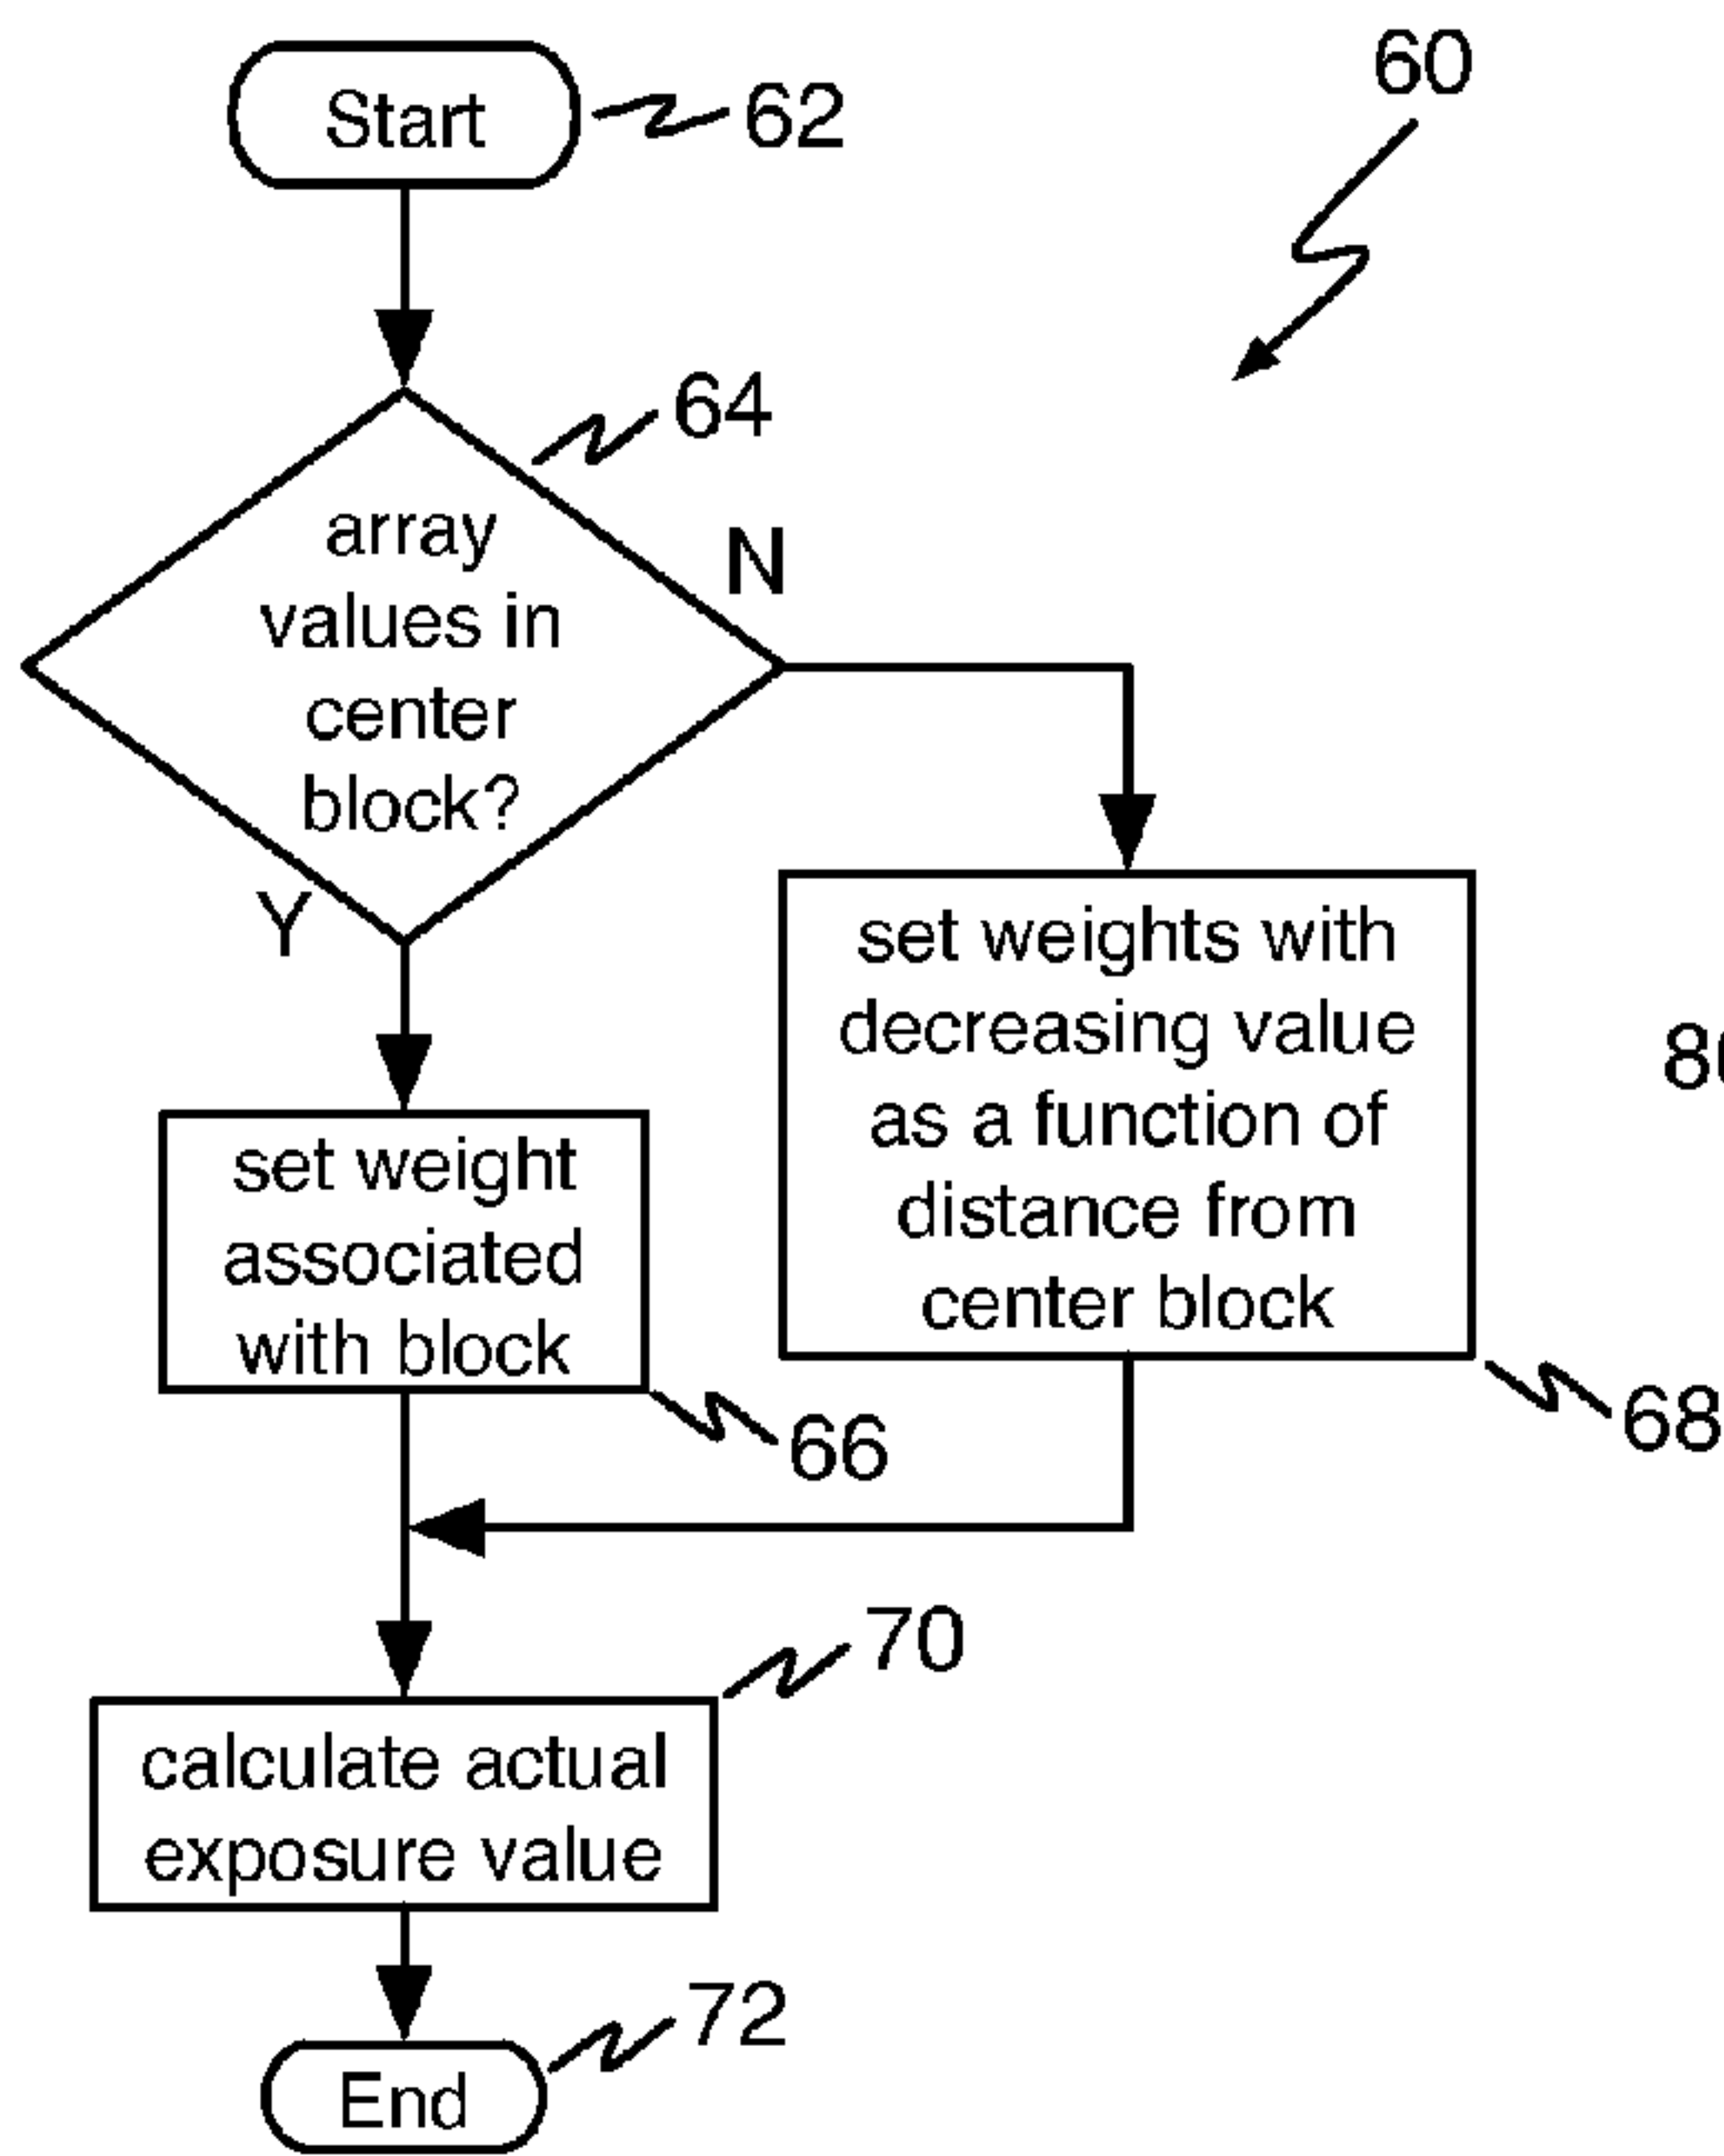 60
Start
62
64
array
values in
center
block?
N
Y
set weights with
decreasing value
as a function of
distance from
center block
68
set weight
associated
with block
66
70
calculate actual
exposure value
72
End